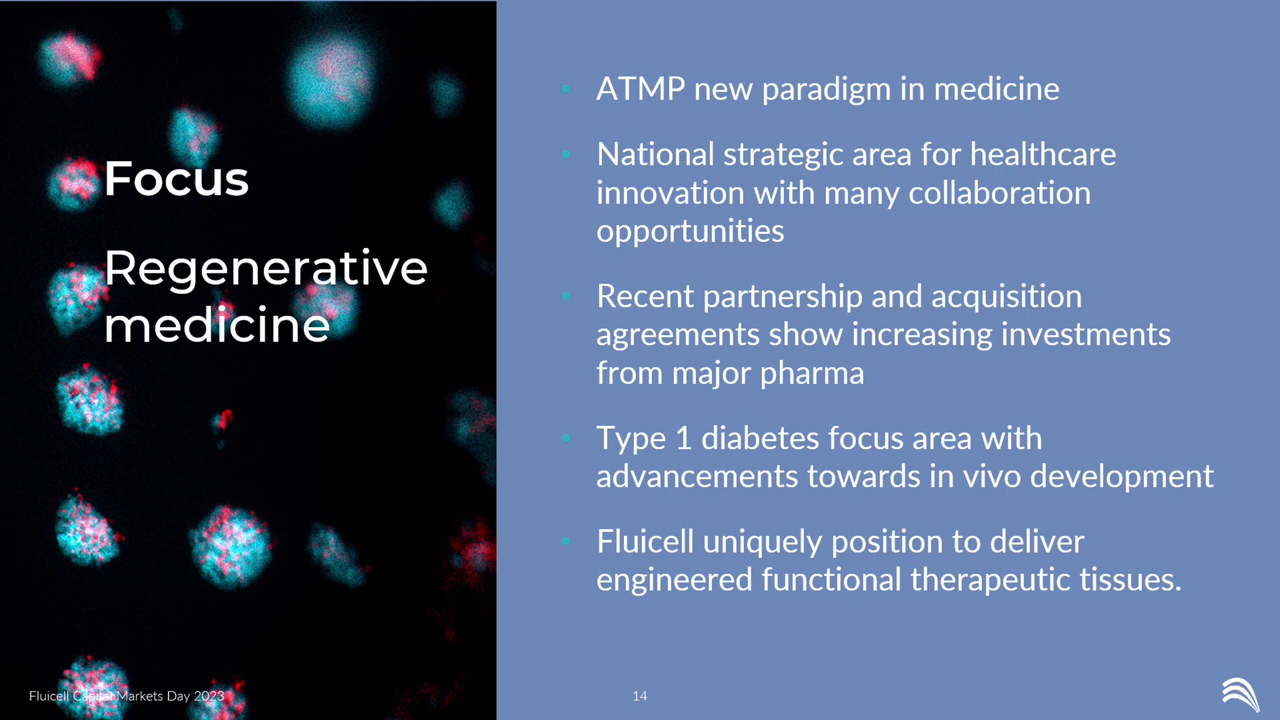 Focus
Regenerative
medicine
ATMP new paradigm in medicine
National strategic area for healthcare
innovation with many collaboration
opportunities
Recent partnership and acquisition
agreements show increasing investments
from major pharma
Type 1 diabetes focus area with
advancements towards in vivo development
Fluicell uniquely position to deliver
engineered functional therapeutic tissues.
Fluicell Capital Markets Day 2023
14